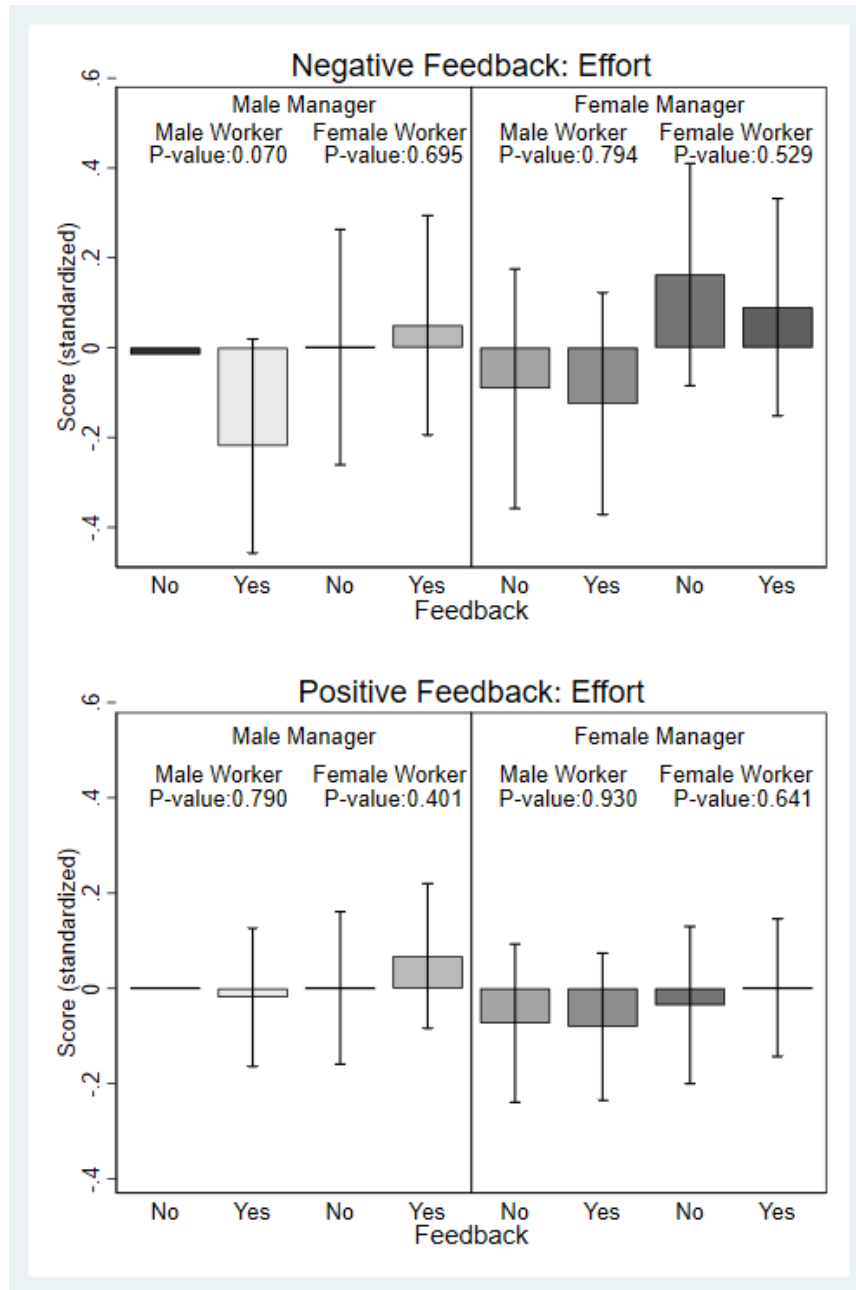 Negative Feedback: Effort
Male Manager Female Manager
Male Worker Female Worker Male Worker Female Worker
P-value:0.070 P-value:0.695 P-value:0.794 P-value:0.529
Score (standardized)
.6
.4
.2
0
-.2
-.4
No Yes No Yes No Yes No Yes
Feedback
Positive Feedback: Effort
Male Manager Female Manager
Male Worker Female Worker Male Worker Female Worker
P-value:0.790 P-value:0.401 P-value:0.930 P-value:0.641
Score (standardized)
.6
.4
.2
0
-.2
-.4
No Yes No Yes No Yes No Yes
Feedback